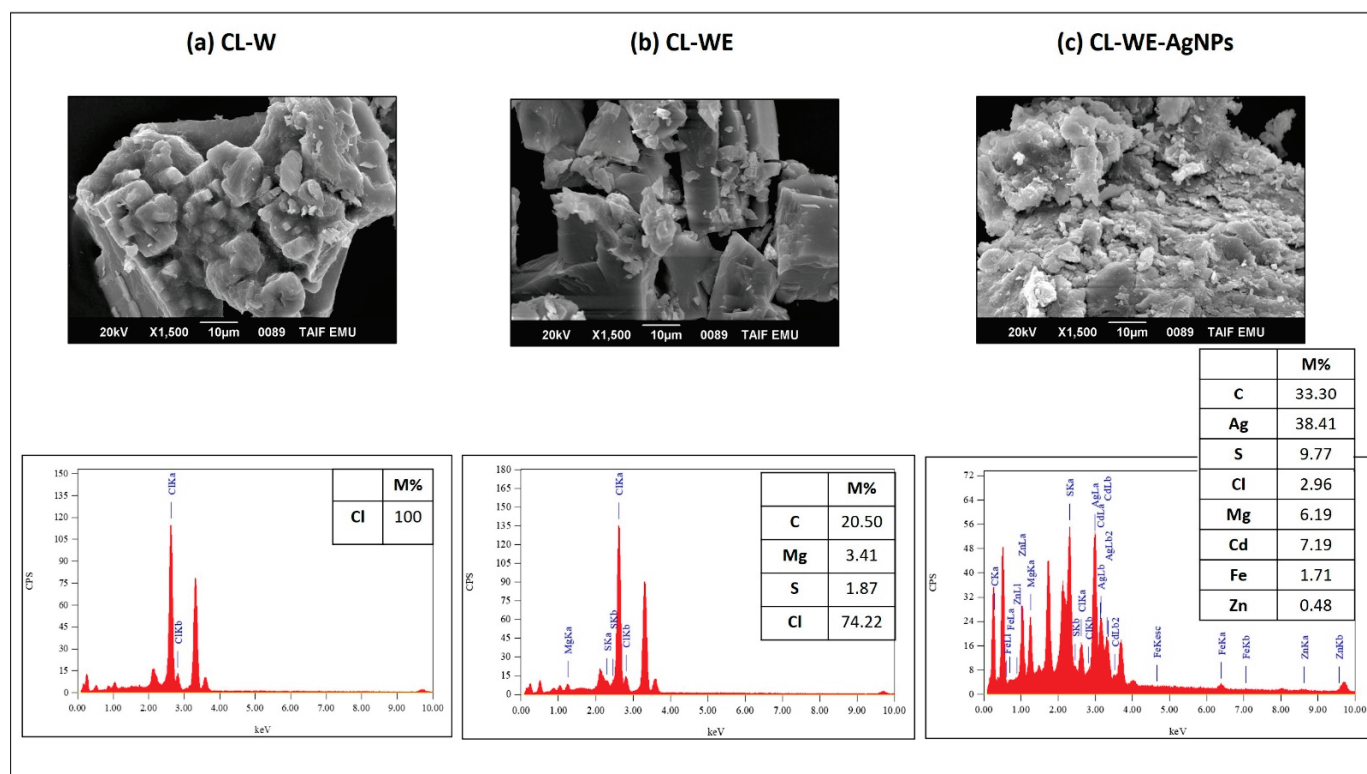 (a) CL-W
(b) CL-WE
(c) CL-WE-AgNPs
20kV X1,500 10µm 0089 TAIF EMU
20kV X1,500 10µm 0089 TAIF EMU
20kV X1,500 10µm 0089 TAIF EMU
M%
Cl 100
CPS
150
135
120
105
90
75
60
45
30
15
0
ClKa
ClKb
0.00 1.00 2.00 3.00 4.00 5.00 6.00 7.00 8.00 9.00 10.00
keV
M%
C 20.50
Mg 3.41
S 1.87
Cl 74.22
CPS
180
160
140
120
100
80
60
40
20
0
MgKa
SKa
SKb
ClKa
ClKb
0.00 1.00 2.00 3.00 4.00 5.00 6.00 7.00 8.00 9.00 10.00
keV
M%
C 33.30
Ag 38.41
S 9.77
Cl 2.96
Mg 6.19
Cd 7.19
Fe 1.71
Zn 0.48
CPS
72
64
56
48
40
32
24
16
8
0
CKa
FeLl
FeLa
ZnLl
ZnLa
MgKa
SKa
SKb
ClKa
ClKb
AgLa
AgLb
CdLa
AgLb2
CdLb
CdLb2
FeKesc
FeKa
FeKb
ZnKa
ZnKb
0.00 1.00 2.00 3.00 4.00 5.00 6.00 7.00 8.00 9.00 10.00
keV